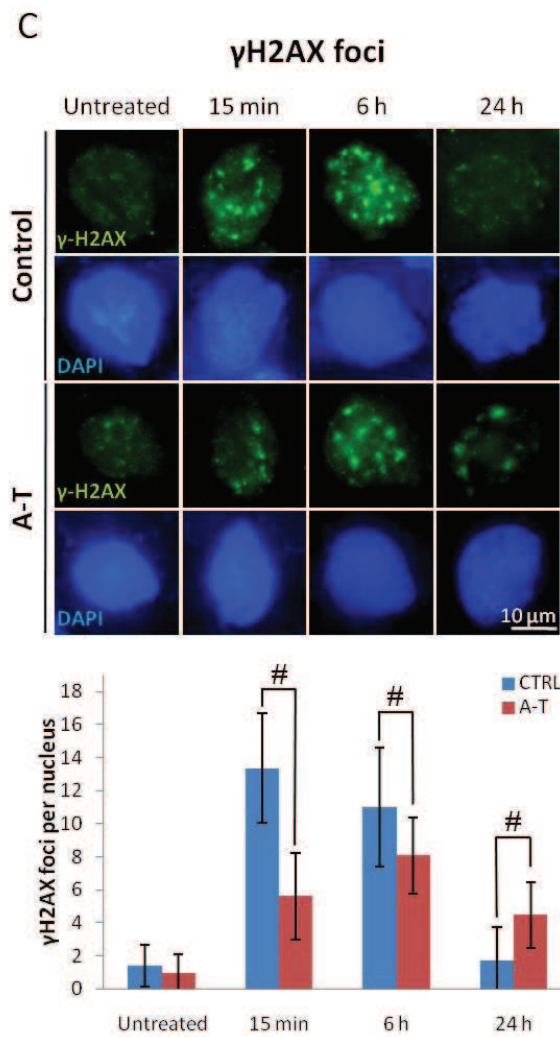 C
γH2AX foci
Untreated 15 min 6 h 24 h
Control
γ-H2AX
DAPI
A-T
γ-H2AX
DAPI
10 µm
γH2AX foci per nucleus
18
16
14
12
10
8
6
4
2
0
#
#
#
CTRL
A-T
Untreated 15 min 6 h 24 h